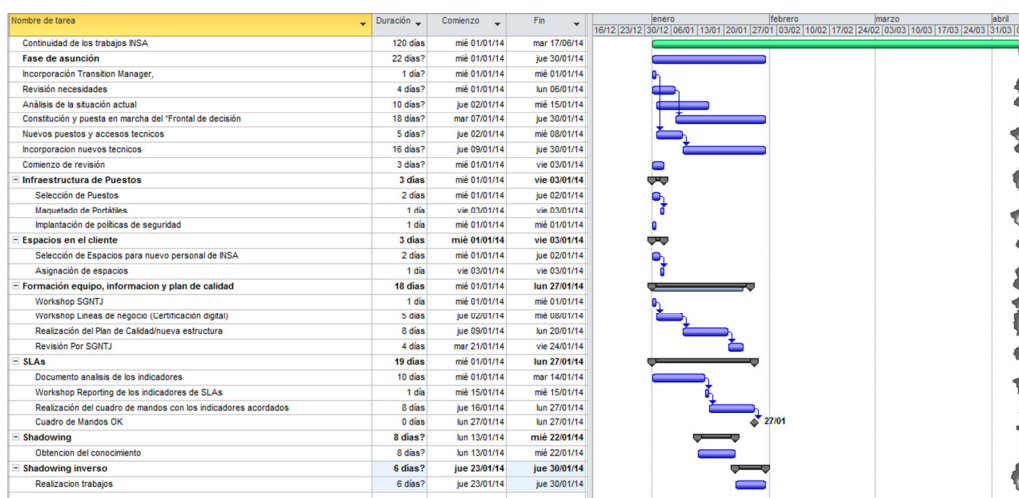 Nombre de tarea Duración Comienzo Fin enero febrero marzo abril
16/12 23/12 30/12 06/01 13/01 20/01 27/01 03/02 10/02 17/02 24/02 03/03 10/03 17/03 24/03 31/03
Continuidad de los trabajos INSA 120 días mié 01/01/14 mar 17/06/14
Fase de asunción 22 días? mié 01/01/14 jue 30/01/14
Incorporación Transition Manager, 1 día? mié 01/01/14 mié 01/01/14
Revisión necesidades 4 días? mié 01/01/14 lun 06/01/14
Análisis de la situación actual 10 días? jue 02/01/14 mié 15/01/14
Constitución y puesta en marcha del "Frontal de decisión 18 días? mar 07/01/14 jue 30/01/14
Nuevos puestos y accesos tecnicos 5 días? jue 02/01/14 mié 08/01/14
Incorporacion nuevos tecnicos 16 días? jue 09/01/14 jue 30/01/14
Comienzo de revisión 3 días? mié 01/01/14 vie 03/01/14
Infraestructura de Puestos 3 días mié 01/01/14 vie 03/01/14
Selección de Puestos 2 días mié 01/01/14 jue 02/01/14
Maquetado de Portátiles 1 día vie 03/01/14 vie 03/01/14
Implantación de políticas de seguridad 1 día mié 01/01/14 mié 01/01/14
Espacios en el cliente 3 días mié 01/01/14 vie 03/01/14
Selección de Espacios para nuevo personal de INSA 2 días mié 01/01/14 jue 02/01/14
Asignación de espacios 1 día vie 03/01/14 vie 03/01/14
Formación equipo, informacion y plan de calidad 18 días mié 01/01/14 lun 27/01/14
Workshop SGNTJ 1 día mié 01/01/14 mié 01/01/14
Workshop Lineas de negocio (Certificación digital) 5 días jue 02/01/14 mié 08/01/14
Realización del Plan de Calidad/nueva estructura 8 días jue 09/01/14 lun 20/01/14
Revisión Por SGNTJ 4 días mar 21/01/14 vie 24/01/14
SLAs 19 días mié 01/01/14 lun 27/01/14
Documento analisis de los indicadores 10 días mié 01/01/14 mar 14/01/14
Workshop Reporting de los indicadores de SLAs 1 día mié 15/01/14 mié 15/01/14
Realización del cuadro de mandos con los indicadores acordados 8 días jue 16/01/14 lun 27/01/14
Cuadro de Mandos OK 0 días lun 27/01/14 lun 27/01/14 27/01
Shadowing 8 días? lun 13/01/14 mié 22/01/14
Obtencion del conocimiento 8 días? lun 13/01/14 mié 22/01/14
Shadowing inverso 6 días? jue 23/01/14 jue 30/01/14
Realizacion trabajos 6 días? jue 23/01/14 jue 30/01/14